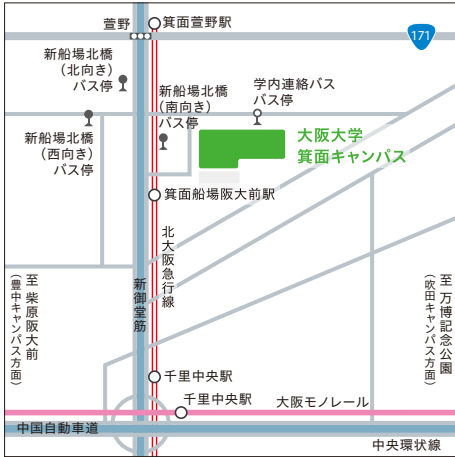 萱野
箕面萱野駅
171
新船場北橋
（北向き）
バス停
新船場北橋
（南向き）
バス停
学内連絡バス
バス停
新船場北橋
（西向き）
バス停
大阪大学
箕面キャンパス
箕面船場阪大前駅
北大阪急行線
新御堂筋
至 柴原阪大前
（豊中キャンパス方面）
至 万博記念公園
（吹田キャンパス方面）
千里中央駅
千里中央駅
大阪モノレール
中国自動車道
中央環状線